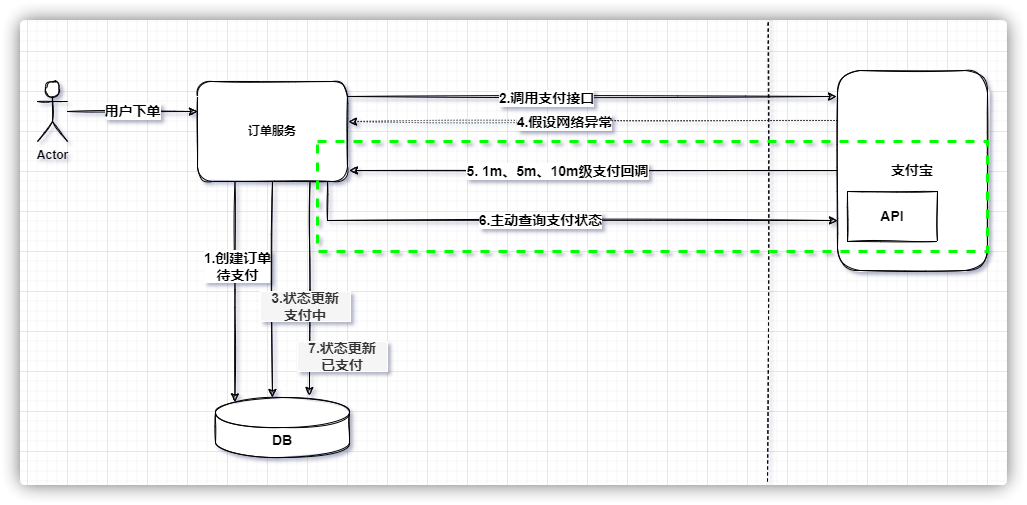 用户下单
Actor
订单服务
2.调用支付接口
4.假设网络异常
5. 1m、5m、10m级支付回调
6.主动查询支付状态
支付宝
API
1.创建订单
待支付
3.状态更新
支付中
7.状态更新
已支付
DB